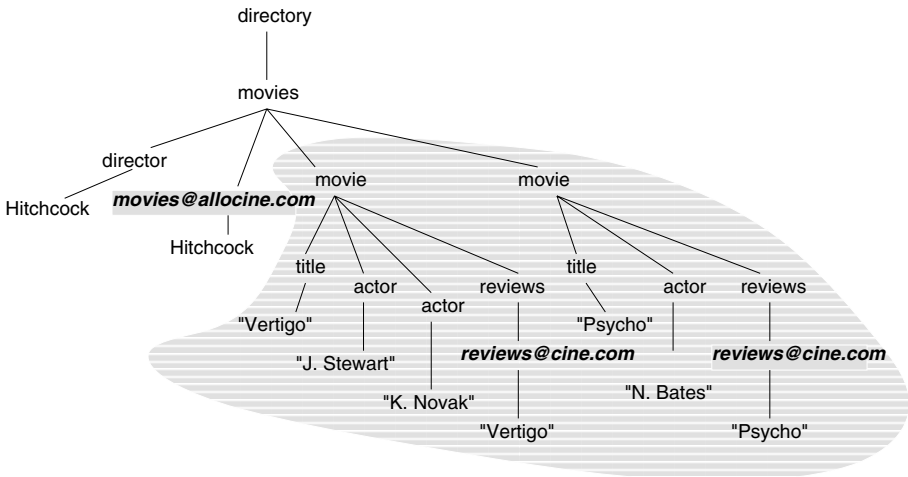 directory
movies
director
movie
movie
Hitchcock
movies@allocine.com
Hitchcock
title
actor
actor
reviews
title
actor
reviews
"Vertigo"
"Psycho"
"J. Stewart"
reviews@cine.com
reviews@cine.com
"K. Novak"
"N. Bates"
"Vertigo"
"Psycho"